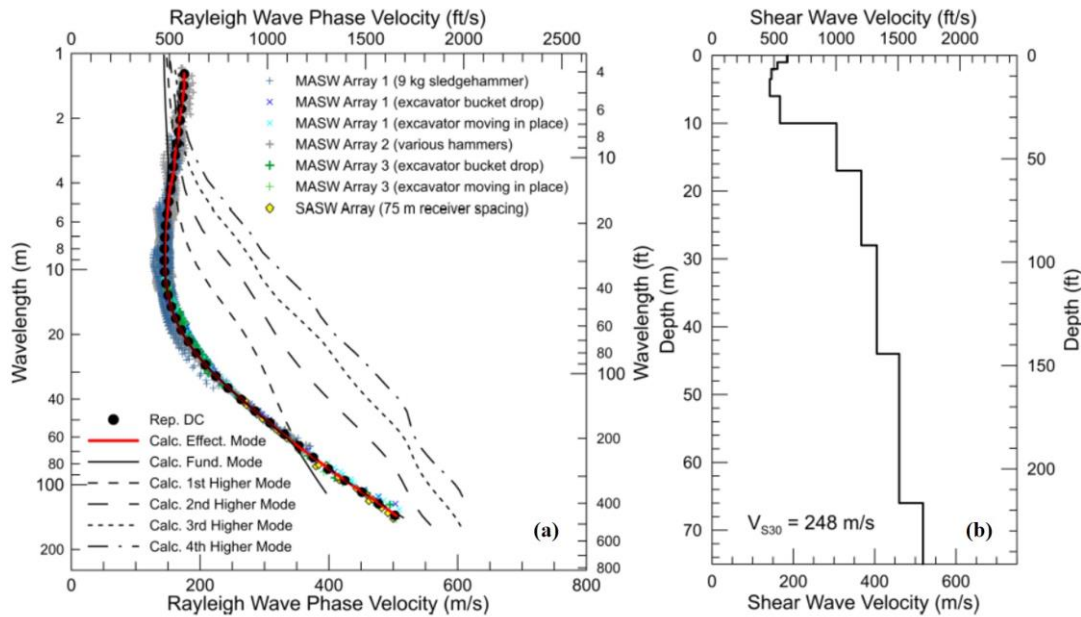 Rayleigh Wave Phase Velocity (ft/s)
0 500 1000 1500 2000 2500
1
2
4
6
8
10
20
40
60
80
100
200
Wavelength (m)
MASW Array 1 (9 kg sledgehammer)
MASW Array 1 (excavator bucket drop)
MASW Array 1 (excavator moving in place)
MASW Array 2 (various hammers)
MASW Array 3 (excavator bucket drop)
MASW Array 3 (excavator moving in place)
SASW Array (75 m receiver spacing)
Rep. DC
Calc. Effect. Mode
Calc. Fund. Mode
Calc. 1st Higher Mode
Calc. 2nd Higher Mode
Calc. 3rd Higher Mode
Calc. 4th Higher Mode
(a)
4
6
8
10
20
40
60
80
100
200
400
600
800
Wavelength (ft)
0 200 400 600 800
Rayleigh Wave Phase Velocity (m/s)
Shear Wave Velocity (ft/s)
0 500 1000 1500 2000
0
10
20
30
40
50
60
70
Depth (m)
V S30 = 248 m/s
(b)
0
50
100
150
200
Depth (ft)
0 200 400 600
Shear Wave Velocity (m/s)